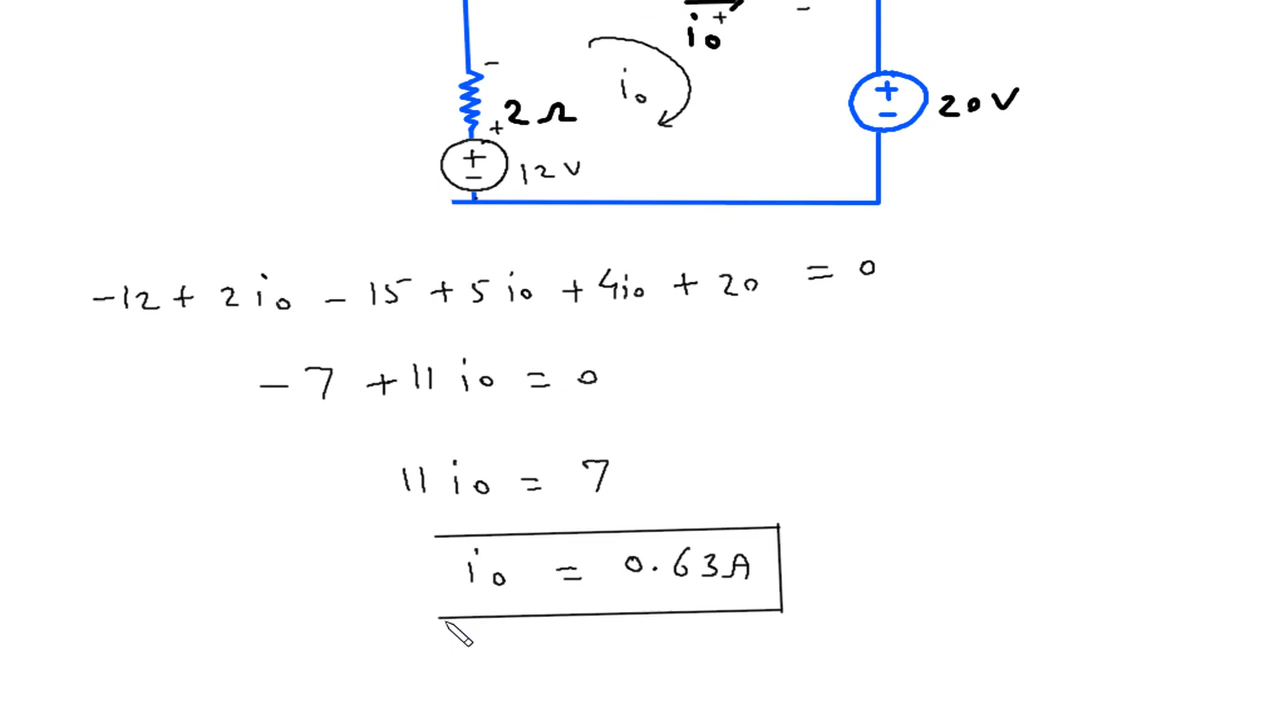 i₀ + -
-
i₀
+ 2Ω
+
-
20V
+
-
12V
-12 + 2i₀ - 15 + 5i₀ + 4i₀ + 20 = 0
-7 + 11i₀ = 0
11i₀ = 7
i₀ = 0.63A